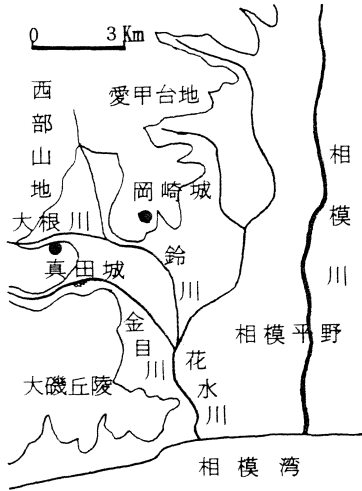 0 3Km
西部山地
愛甲台地
岡崎城
相模川
大根川
真田城
鈴川
金目川
相模平野
大磯丘陵
花水川
相模湾